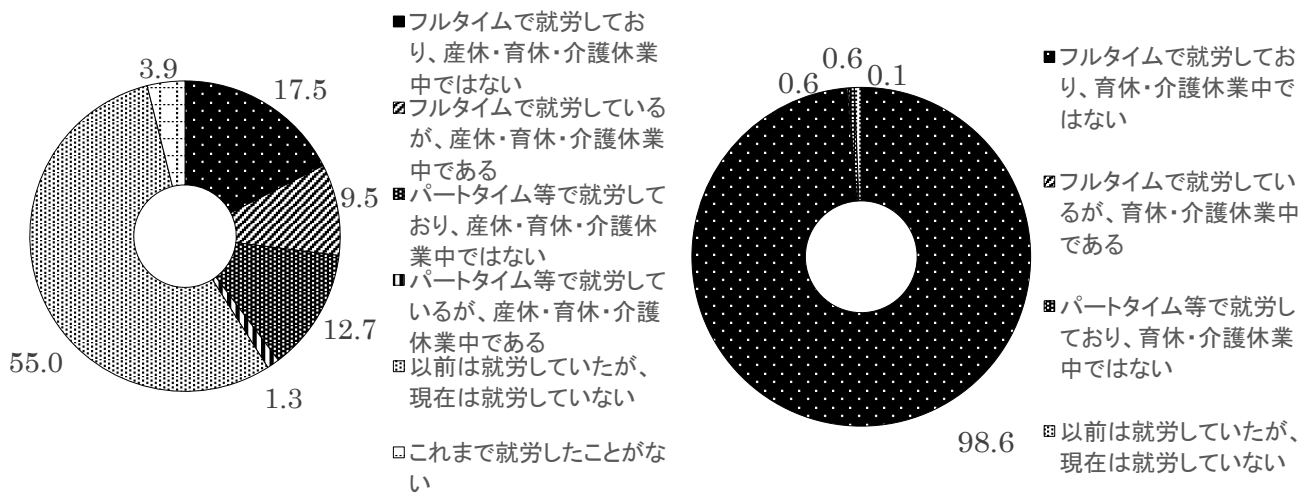 3.9
17.5
9.5
12.7
1.3
55.0
フルタイムで就労してお
り、産休・育休・介護休業
中ではない
フルタイムで就労している
が、産休・育休・介護休業
中である
パートタイム等で就労して
おり、産休・育休・介護休
業中ではない
パートタイム等で就労して
いるが、産休・育休・介護
休業中である
以前は就労していたが、
現在は就労していない
これまで就労したことがな
い
0.6
0.6
0.1
98.6
フルタイムで就労してお
り、育休・介護休業中で
はない
フルタイムで就労してい
るが、育休・介護休業中
である
パートタイム等で就労し
ており、育休・介護休業
中ではない
以前は就労していたが、
現在は就労していない